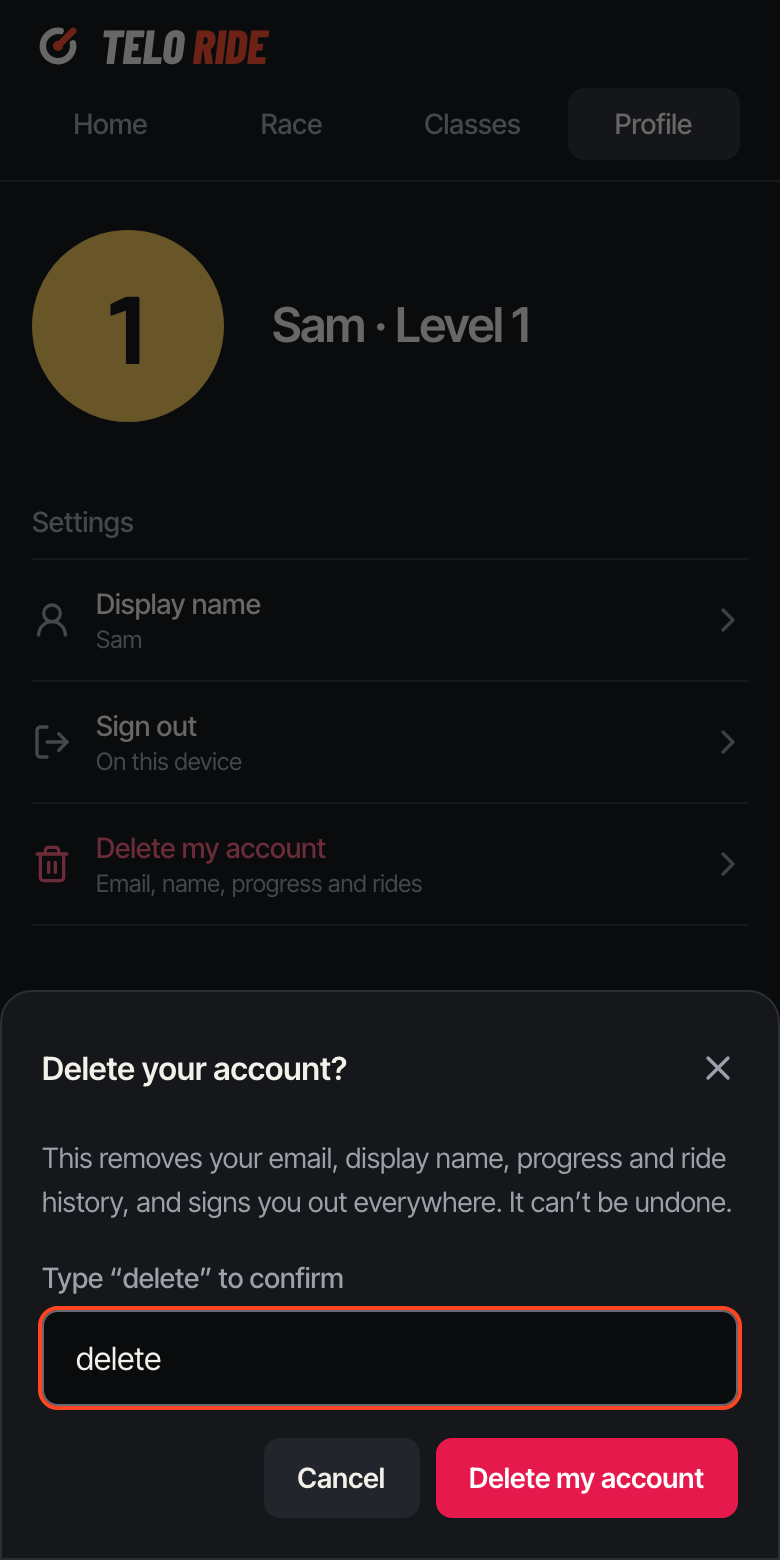 TELO RIDE
Home
Race
Classes
Profile
1
Sam · Level 1
Settings
Display name
Sam
Sign out
On this device
Delete my account
Email, name, progress and rides
Delete your account?
This removes your email, display name, progress and ride
history, and signs you out everywhere. It can’t be undone.
Type “delete” to confirm
delete
Cancel
Delete my account